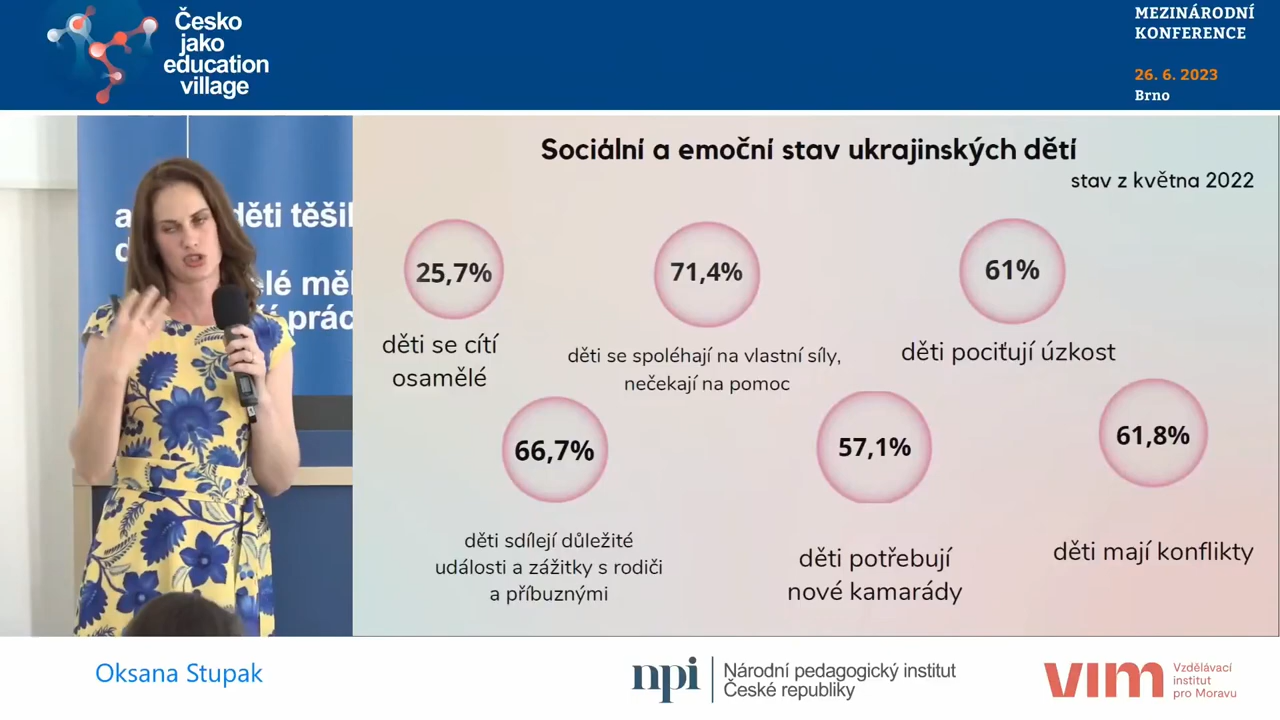 Česko
jako
education
village
MEZINÁRODNÍ
KONFERENCE
26. 6. 2023
Brno
děti těšil
prác
Sociální a emoční stav ukrajinských dětí
stav z května 2022
25,7%
děti se cítí
osamělé
71,4%
děti se spoléhají na vlastní síly,
nečekají na pomoc
61%
děti pociťují úzkost
66,7%
děti sdílejí důležité
události a zážitky s rodiči
a příbuznými
57,1%
děti potřebují
nové kamarády
61,8%
děti mají konflikty
Oksana Stupak
npi
Národní pedagogický institut
České republiky
vim
Vzdělávací
institut
pro Moravu